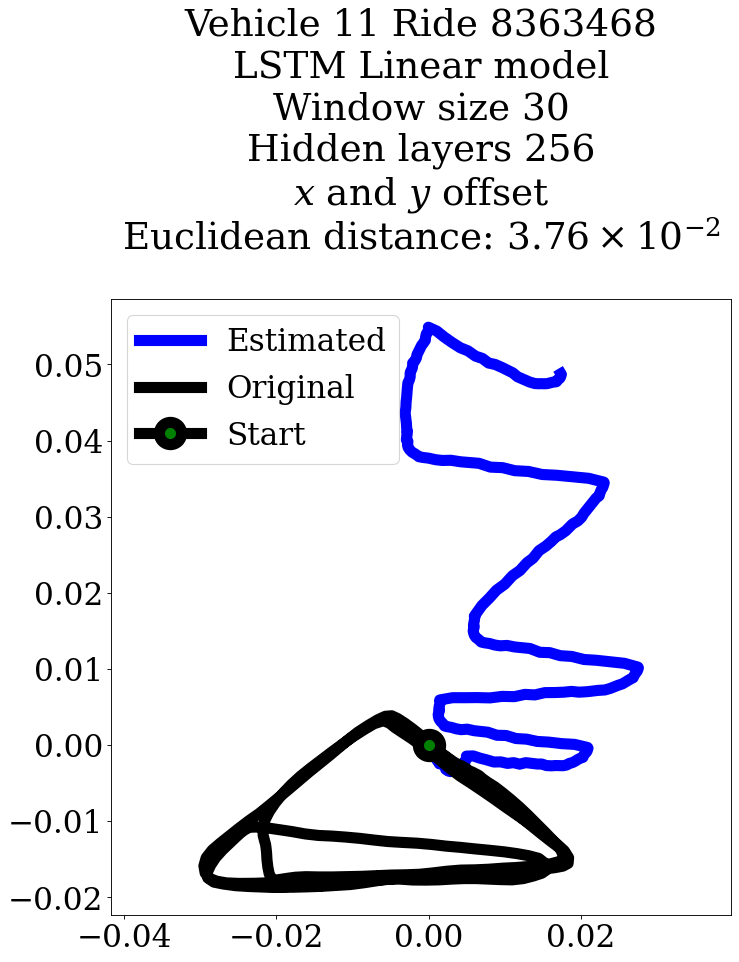 Vehicle 11 Ride 8363468
LSTM Linear model
Window size 30
Hidden layers 256
x and y offset
Euclidean distance: 3.76 × 10⁻²
Estimated
Original
Start
0.05
0.04
0.03
0.02
0.01
0.00
−0.01
−0.02
−0.04 −0.02 0.00 0.02